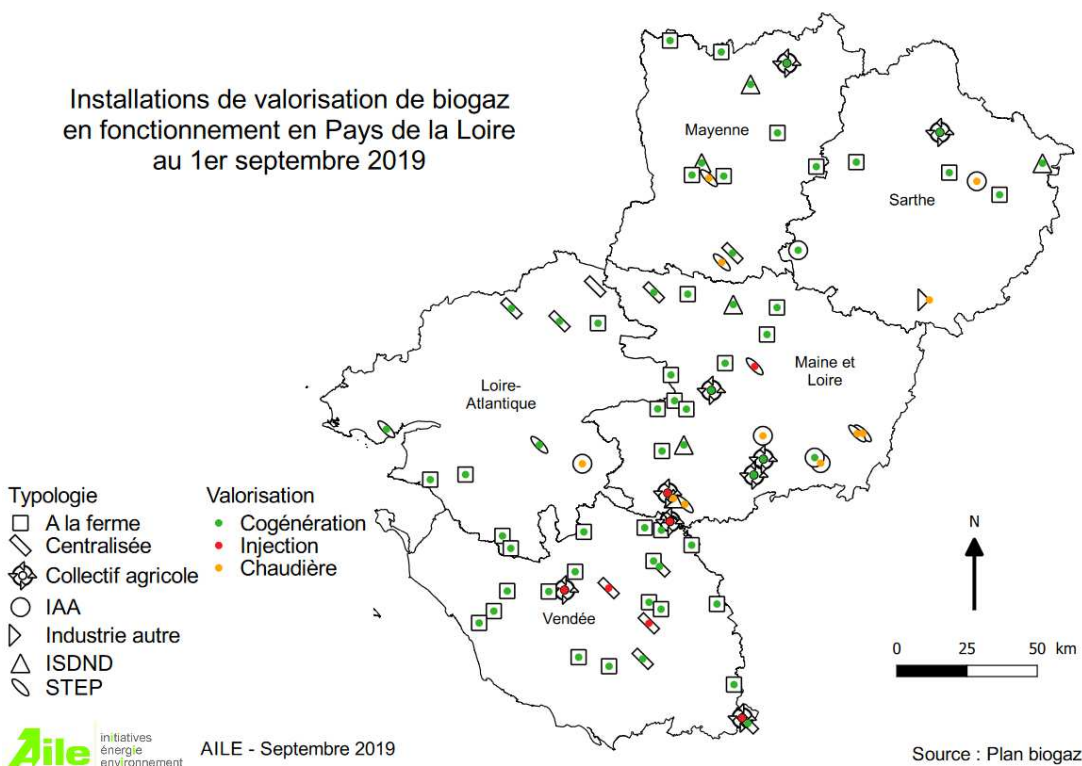 Installations de valorisation de biogaz
en fonctionnement en Pays de la Loire
au 1er septembre 2019
Mayenne
Sarthe
Maine et
Loire
Loire-
Atlantique
Vendée
Typologie
A la ferme
Centralisée
Collectif agricole
IAA
Industrie autre
ISDND
STEP
Valorisation
Cogénération
Injection
Chaudière
N
0 25 50 km
Aile
initiatives
énergie
environnement
AILE - Septembre 2019
Source : Plan biogaz